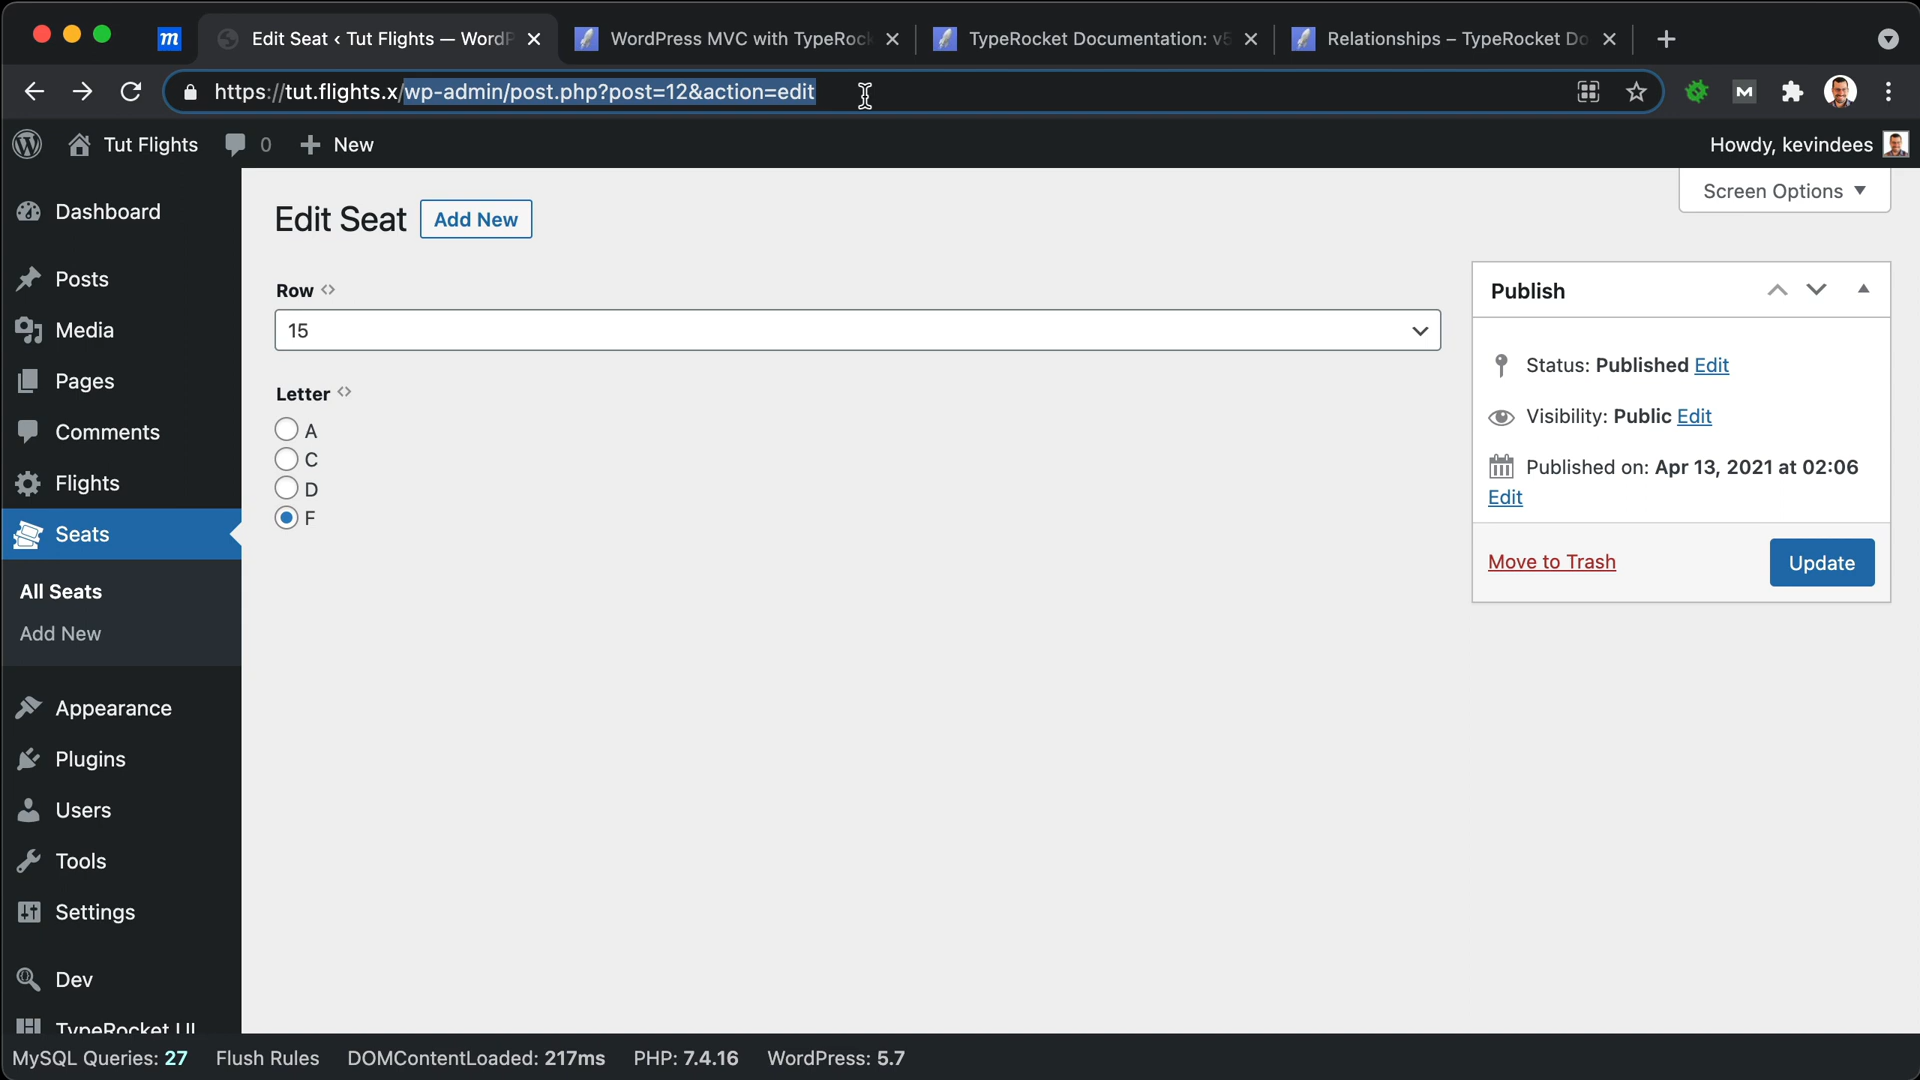 m
Edit Seat ‹ Tut Flights — WordP
WordPress MVC with TypeRock
TypeRocket Documentation: v5
Relationships – TypeRocket Do
https://tut.flights.x/wp-admin/post.php?post=12&action=edit
M
Tut Flights
0
New
Howdy, kevindees
Screen Options
Dashboard
Posts
Media
Pages
Comments
Flights
Seats
All Seats
Add New
Appearance
Plugins
Users
Tools
Settings
Dev
TypeRocket UI
Edit Seat
Add New
Row <>
15
Letter <>
A
C
D
F
Publish
Status: Published Edit
Visibility: Public Edit
Published on: Apr 13, 2021 at 02:06
Edit
Move to Trash
Update
MySQL Queries: 27
Flush Rules
DOMContentLoaded: 217ms
PHP: 7.4.16
WordPress: 5.7